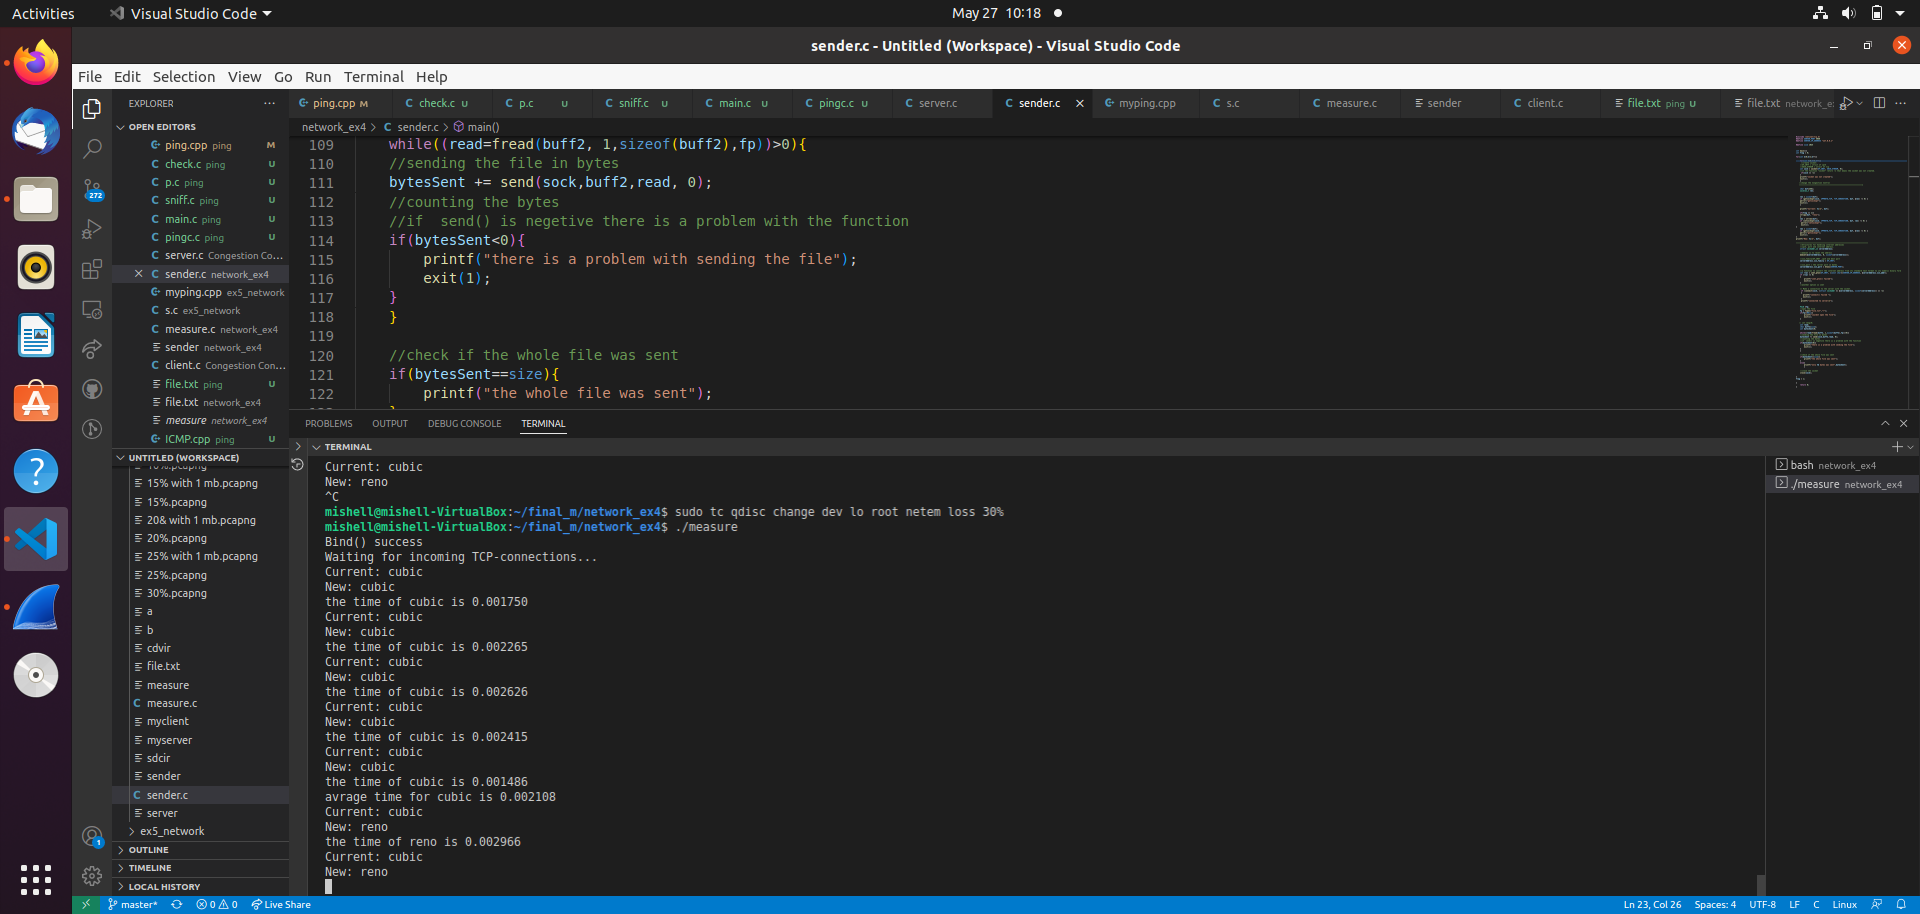 Activities
Visual Studio Code
May 27 10:18
sender.c - Untitled (Workspace) - Visual Studio Code
File Edit Selection View Go Run Terminal Help
EXPLORER
ping.cpp M
check.c U
p.c U
sniff.c U
main.c U
pingc.c U
server.c
sender.c
myping.cpp
s.c
measure.c
sender
client.c
file.txt ping U
file.txt network_e
OPEN EDITORS
ping.cpp ping M
check.c ping U
p.c ping U
sniff.c ping U
main.c ping U
pingc.c ping U
server.c Congestion Co...
sender.c network_ex4
myping.cpp ex5_network
s.c ex5_network
measure.c network_ex4
sender network_ex4
client.c Congestion Con...
file.txt ping U
file.txt network_ex4
measure network_ex4
ICMP.cpp ping U
272
UNTITLED (WORKSPACE)
10%.pcapng
15% with 1 mb.pcapng
15%.pcapng
20& with 1 mb.pcapng
20%.pcapng
25% with 1 mb.pcapng
25%.pcapng
30%.pcapng
a
b
cdvir
file.txt
measure
measure.c
myclient
myserver
sdcir
sender
sender.c
server
ex5_network
OUTLINE
TIMELINE
LOCAL HISTORY
1
network_ex4 > sender.c > main()
109 while((read=fread(buff2, 1,sizeof(buff2),fp))>0){
110 //sending the file in bytes
111 bytesSent += send(sock,buff2,read, 0);
112 //counting the bytes
113 //if  send() is negetive there is a problem with the function
114 if(bytesSent<0){
115 printf("there is a problem with sending the file");
116 exit(1);
117 }
118 }
119
120 //check if the whole file was sent
121 if(bytesSent==size){
122 printf("the whole file was sent");
PROBLEMS OUTPUT DEBUG CONSOLE TERMINAL
TERMINAL
Current: cubic
New: reno
^C
mishell@mishell-VirtualBox:~/final_m/network_ex4$ sudo tc qdisc change dev lo root netem loss 30%
mishell@mishell-VirtualBox:~/final_m/network_ex4$ ./measure
Bind() success
Waiting for incoming TCP-connections...
Current: cubic
New: cubic
the time of cubic is 0.001750
Current: cubic
New: cubic
the time of cubic is 0.002265
Current: cubic
New: cubic
the time of cubic is 0.002626
Current: cubic
New: cubic
the time of cubic is 0.002415
Current: cubic
New: cubic
the time of cubic is 0.001486
avrage time for cubic is 0.002108
Current: cubic
New: reno
the time of reno is 0.002966
Current: cubic
New: reno
bash network_ex4
./measure network_ex4
master* 0 0 Live Share
Ln 23, Col 26 Spaces: 4 UTF-8 LF C Linux